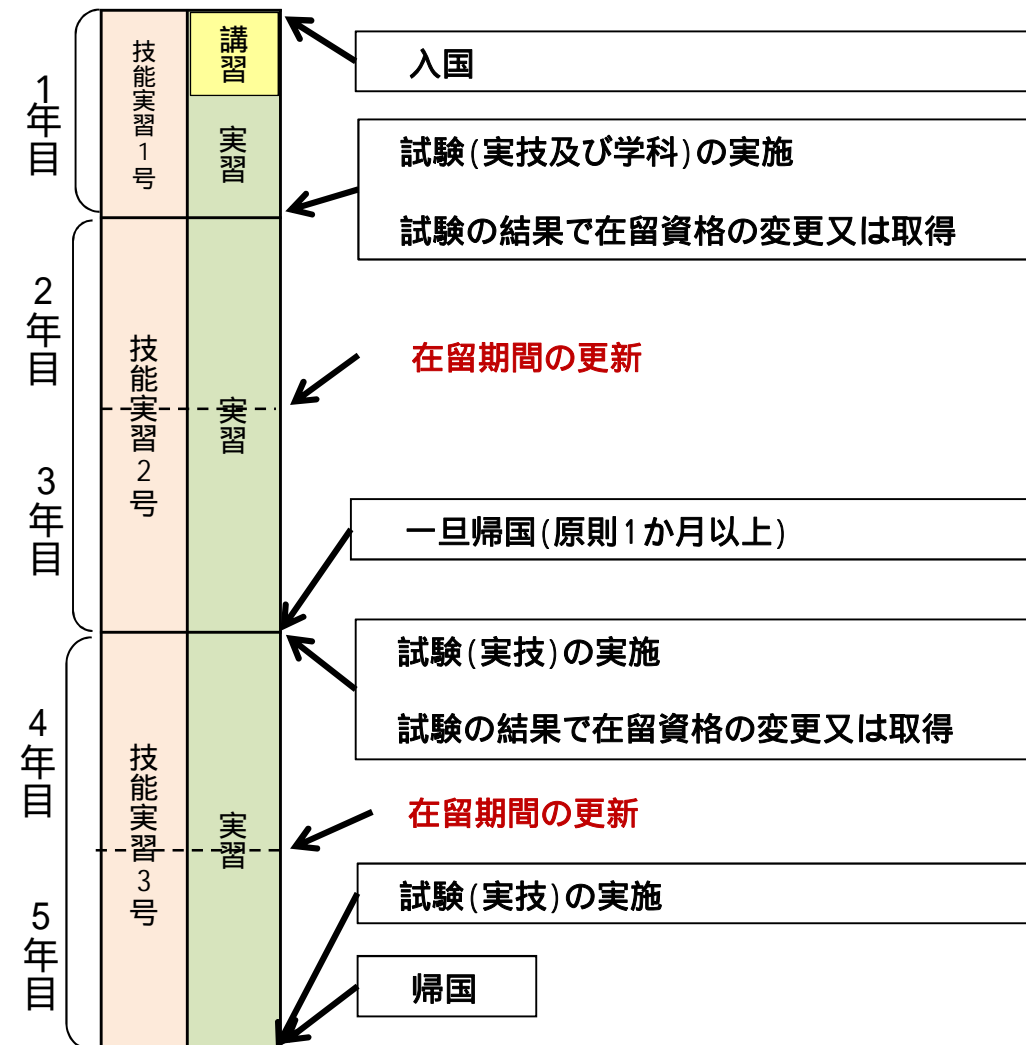 1年目
技能実習1号
講習
実習
入国
試験(実技及び学科)の実施
試験の結果で在留資格の変更又は取得
2年目
3年目
技能実習2号
実習
在留期間の更新
一旦帰国(原則1か月以上)
試験(実技)の実施
試験の結果で在留資格の変更又は取得
4年目
5年目
技能実習3号
実習
在留期間の更新
試験(実技)の実施
帰国